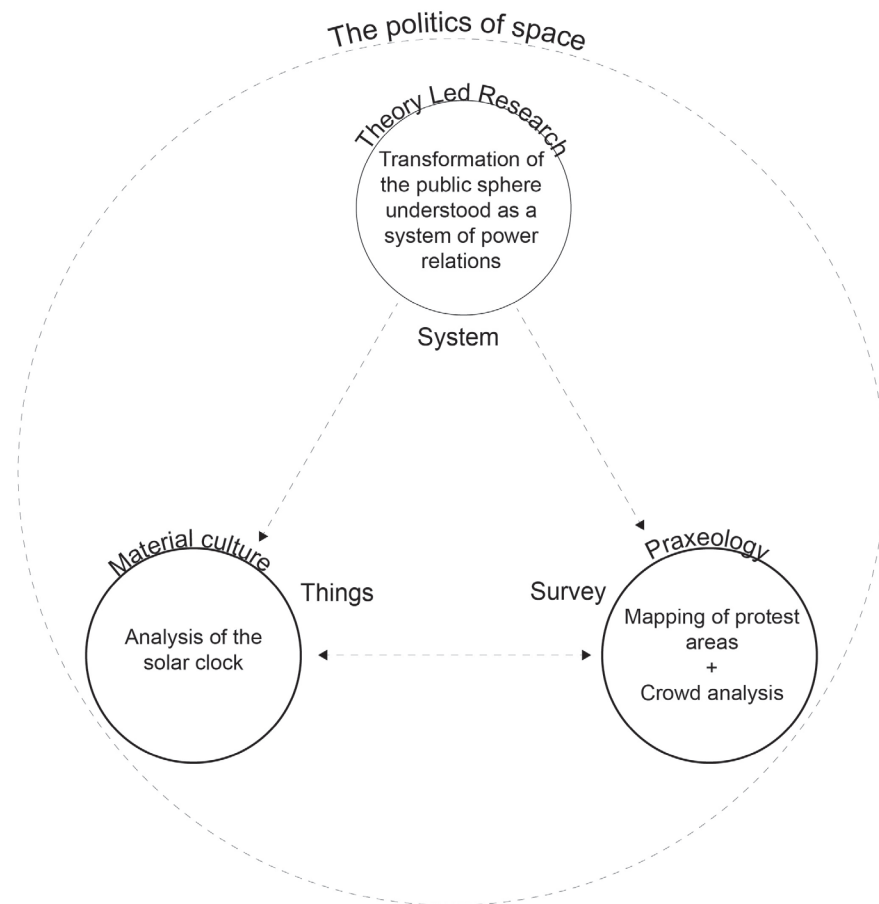 The politics of space
Theory Led Research
Transformation of
the public sphere
understood as a
system of power
relations
System
Material culture
Things
Analysis of the
solar clock
Praxeology
Survey
Mapping of protest
areas
+
Crowd analysis